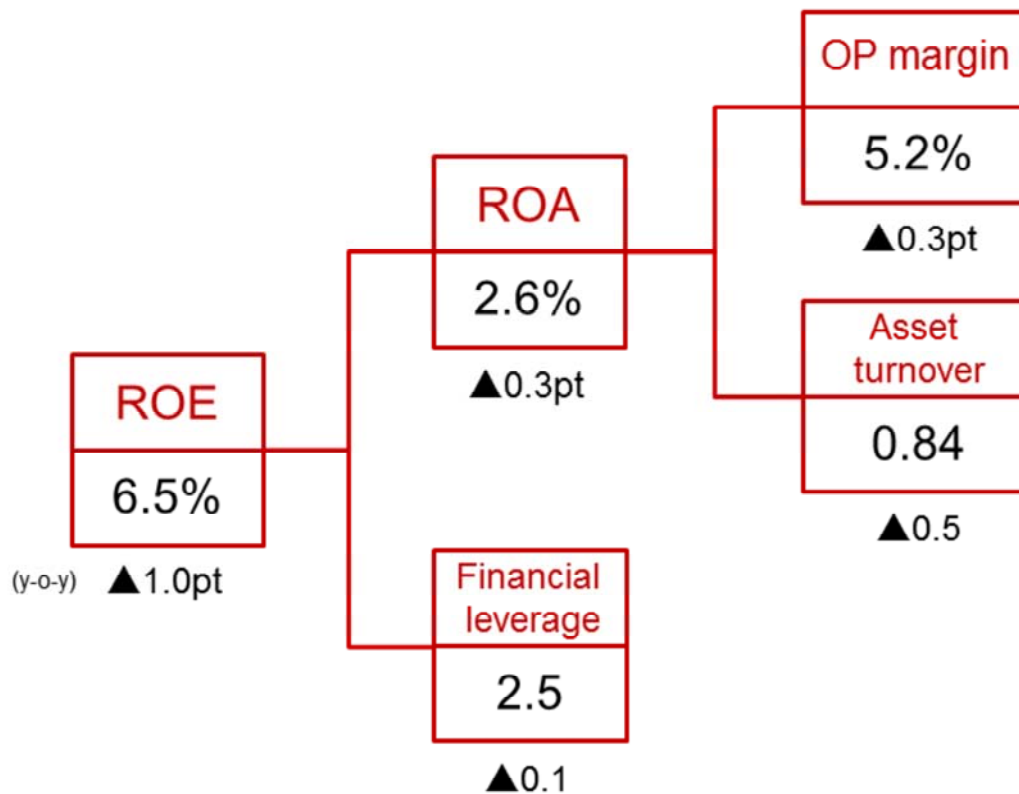 OP margin
5.2%
▲0.3pt
ROA
2.6%
▲0.3pt
Asset
turnover
0.84
▲0.5
ROE
6.5%
(y-o-y) ▲1.0pt
Financial
leverage
2.5
▲0.1